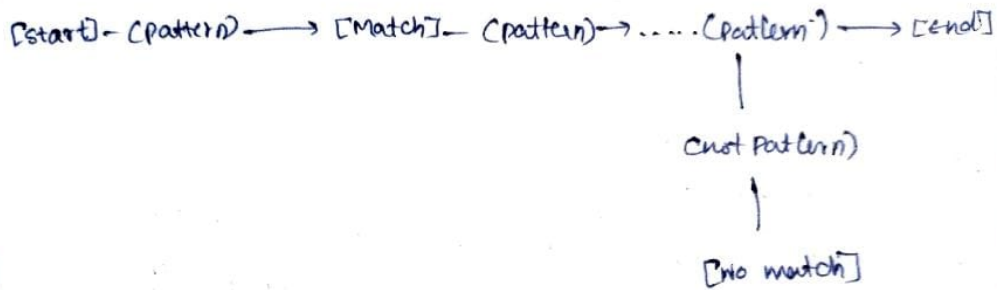 [start] - (pattern) → [Match] - (pattern) → ..... (pattern) → [end]
(not pattern)
[No match]